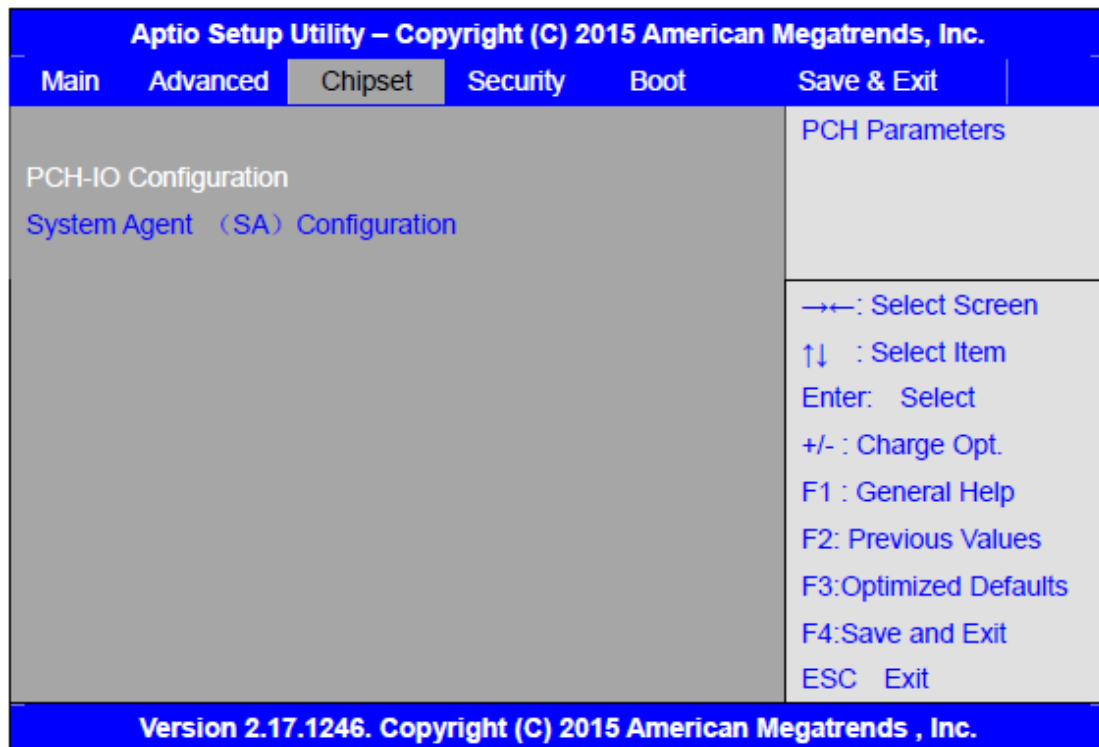 Aptio Setup Utility – Copyright (C) 2015 American Megatrends, Inc.
Main Advanced Chipset Security Boot Save & Exit
PCH-IO Configuration
System Agent （SA）Configuration
PCH Parameters
→←: Select Screen
↑↓ : Select Item
Enter: Select
+/- : Charge Opt.
F1 : General Help
F2: Previous Values
F3:Optimized Defaults
F4:Save and Exit
ESC Exit
Version 2.17.1246. Copyright (C) 2015 American Megatrends , Inc.